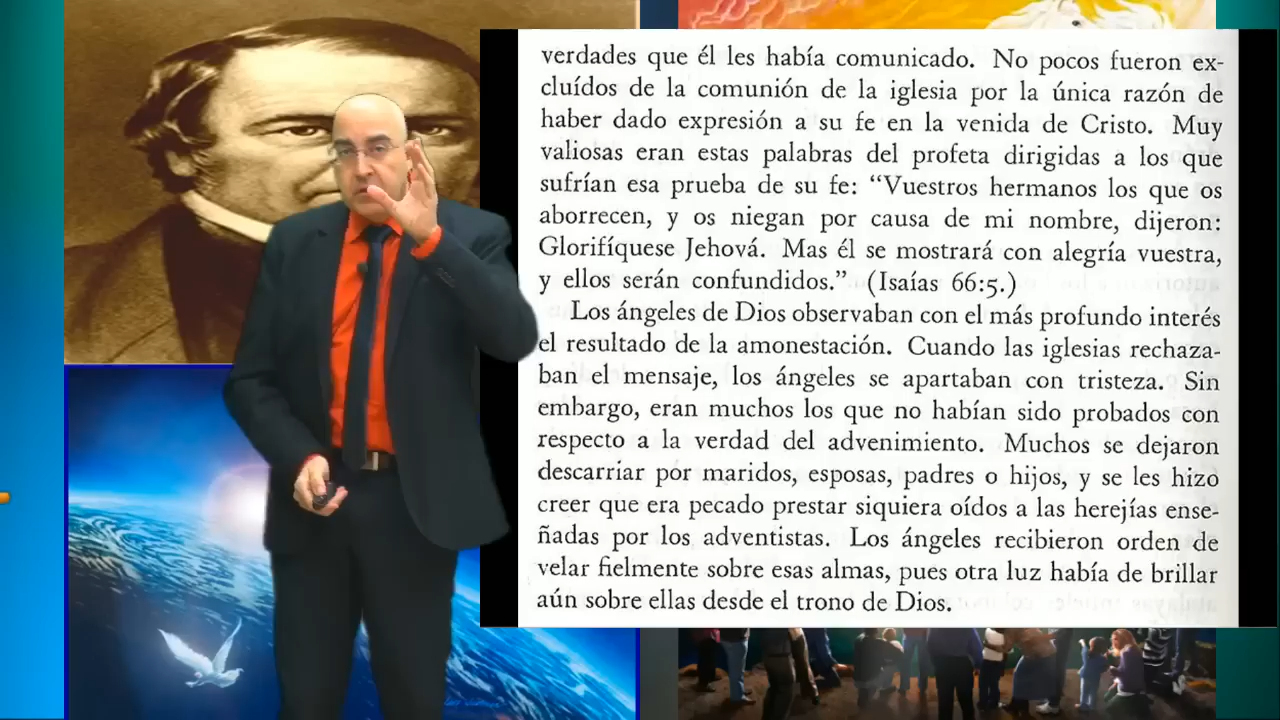 verdades que él les había comunicado. No pocos fueron ex-
cluídos de la comunión de la iglesia por la única razón de
haber dado expresión a su fe en la venida de Cristo. Muy
valiosas eran estas palabras del profeta dirigidas a los que
sufrían esa prueba de su fe: “Vuestros hermanos los que os
aborrecen, y os niegan por causa de mi nombre, dijeron:
Glorifíquese Jehová. Mas él se mostrará con alegría vuestra,
y ellos serán confundidos.” (Isaías 66:5.)
Los ángeles de Dios observaban con el más profundo interés
el resultado de la amonestación. Cuando las iglesias rechaza-
ban el mensaje, los ángeles se apartaban con tristeza. Sin
embargo, eran muchos los que no habían sido probados con
respecto a la verdad del advenimiento. Muchos se dejaron
descarriar por maridos, esposas, padres o hijos, y se les hizo
creer que era pecado prestar siquiera oídos a las herejías ense-
ñadas por los adventistas. Los ángeles recibieron orden de
velar fielmente sobre esas almas, pues otra luz había de brillar
aún sobre ellas desde el trono de Dios.